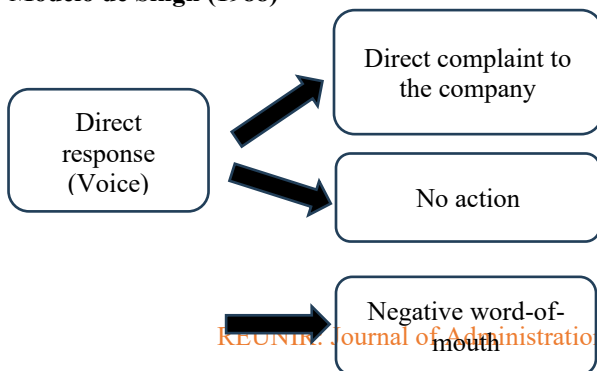 Modelo de Singh (1988)
Direct complaint to
the company
Direct
response
(Voice)
No action
Negative word-of-
mouth
REUNIR: Journal of Administration